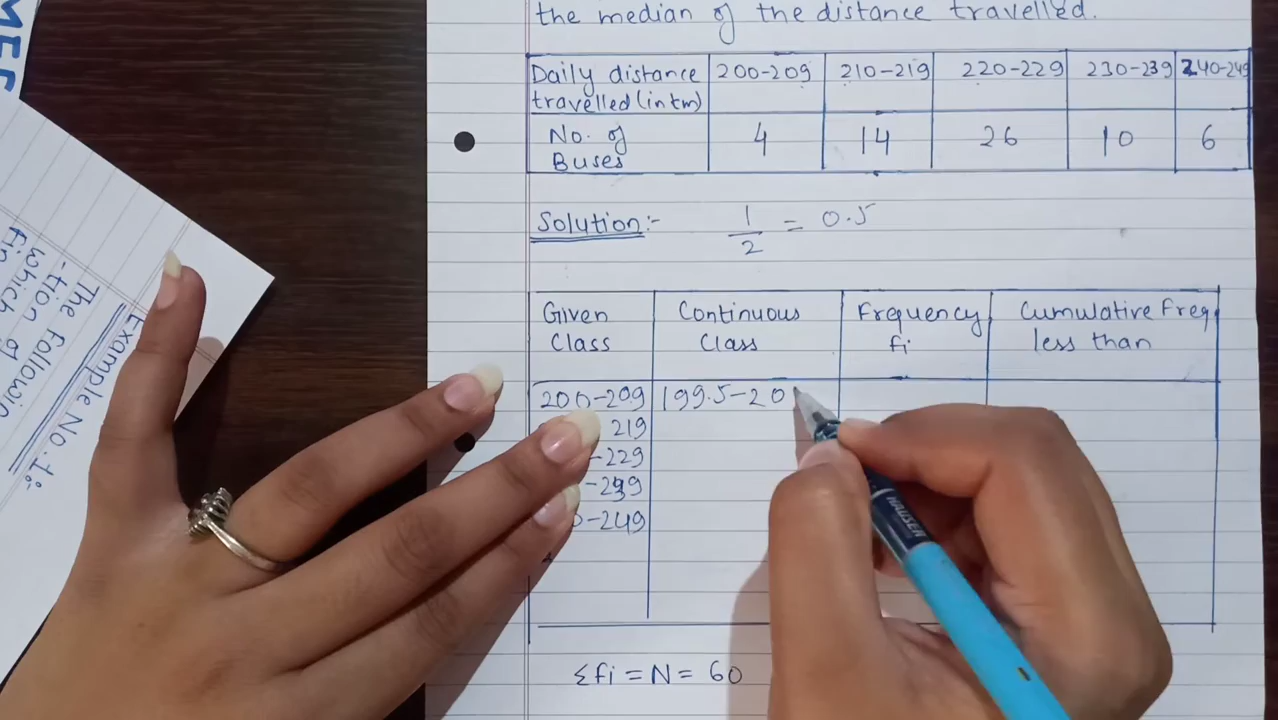 the median of the distance travelled.
Daily distance travelled (in km) 200-209 210-219 220-229 230-239 240-249
No. of Buses 4 14 26 10 6
Solution:- 1/2 = 0.5
Given Class Continuous Class Frequency fi Cumulative Freq less than
200-209 199.5-20
219
-229
-239
-249
Σfi = N = 60
Example No. 1:
The Followin
-tion of
which
Fin
HAUSER